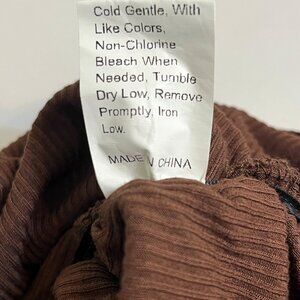 Cold Gentle, With
Like Colors,
Non-Chlorine
Bleach When
Needed, Tumble
Dry Low, Remove
Promptly, Iron
Low.
MADE IN CHINA